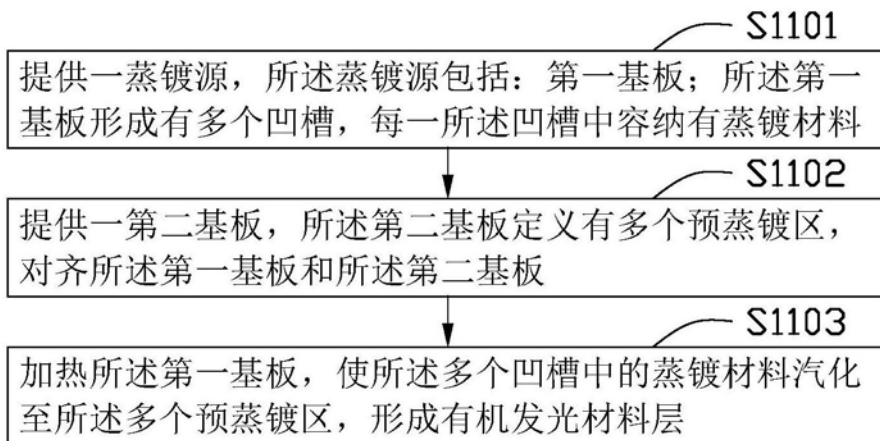 S1101
提供一蒸镀源，所述蒸镀源包括：第一基板；所述第一
基板形成有多个凹槽，每一所述凹槽中容纳有蒸镀材料
S1102
提供一第二基板，所述第二基板定义有多个预蒸镀区，
对齐所述第一基板和所述第二基板
S1103
加热所述第一基板，使所述多个凹槽中的蒸镀材料汽化
至所述多个预蒸镀区，形成有机发光材料层